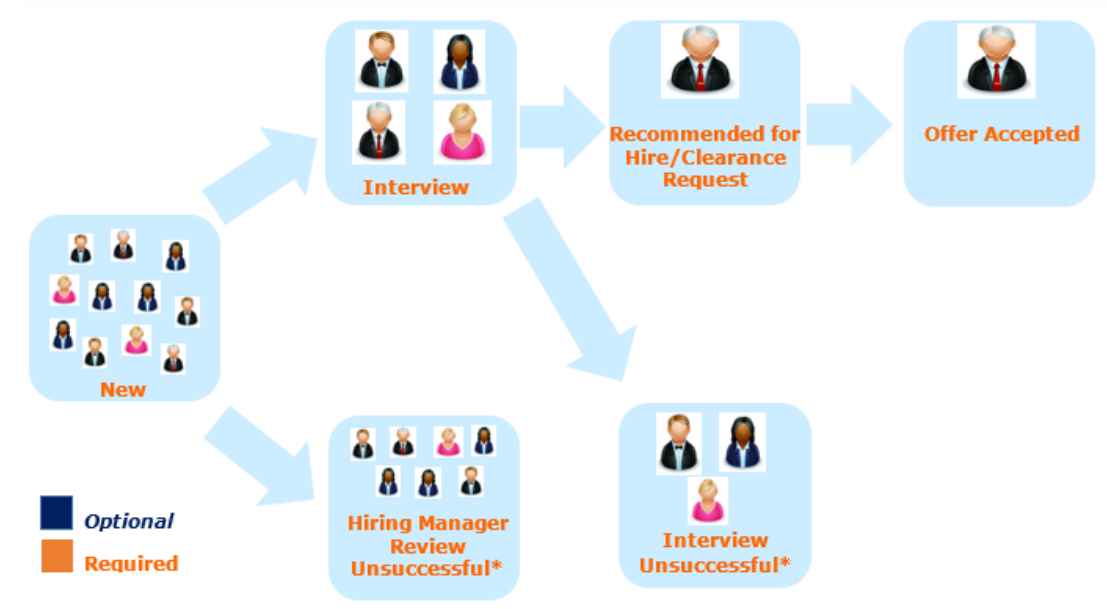 Interview
Recommended for
Hire/Clearance
Request
Offer Accepted
New
Hiring Manager
Review
Unsuccessful*
Interview
Unsuccessful*
Optional
Required